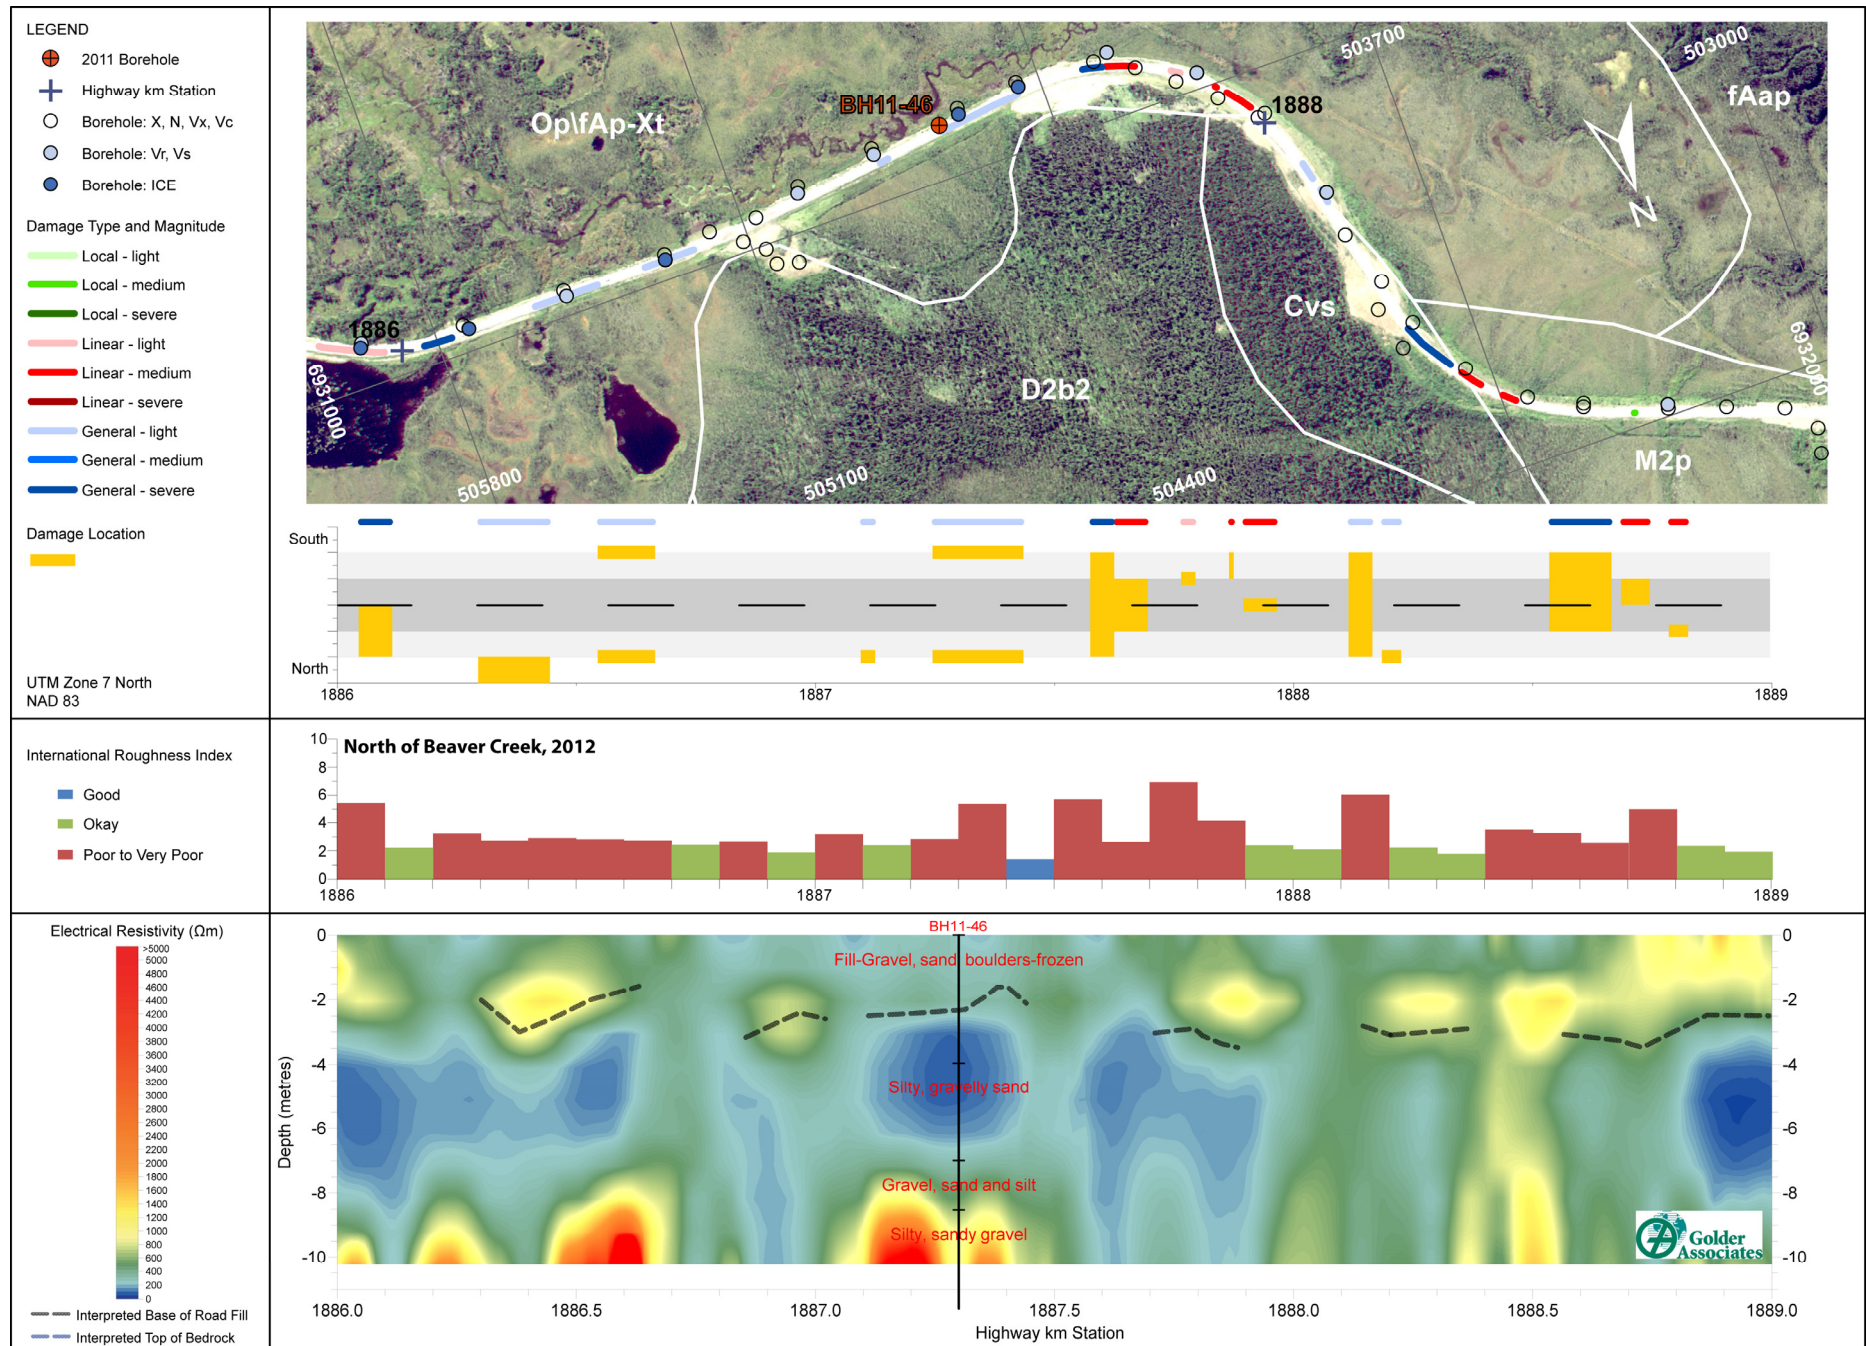 LEGEND
2011 Borehole
Highway km Station
Borehole: X, N, Vx, Vc
Borehole: Vr, Vs
Borehole: ICE
Damage Type and Magnitude
Local - light
Local - medium
Local - severe
Linear - light
Linear - medium
Linear - severe
General - light
General - medium
General - severe
Damage Location
UTM Zone 7 North
NAD 83
Op\fAp-Xt
BH11-46
503700
503000
fAap
1888
N
1886
Cvs
D2b2
M2p
6931000
6932000
505800
505100
504400
South
North
1886
1887
1888
1889
International Roughness Index
Good
Okay
Poor to Very Poor
North of Beaver Creek, 2012
10
8
6
4
2
0
1886
1887
1888
1889
Electrical Resistivity (Ωm)
>5000
5000
4800
4600
4400
4200
4000
3800
3600
3400
3200
3000
2800
2600
2400
2200
2000
1800
1600
1400
1200
1000
800
600
400
200
0
Interpreted Base of Road Fill
Interpreted Top of Bedrock
Depth (metres)
0
-2
-4
-6
-8
-10
BH11-46
Fill-Gravel, sand, boulders-frozen
Silty, gravelly sand
Gravel, sand and silt
Silty, sandy gravel
0
-2
-4
-6
-8
-10
Golder
Associates
1886.0
1886.5
1887.0
1887.5
1888.0
1888.5
1889.0
Highway km Station